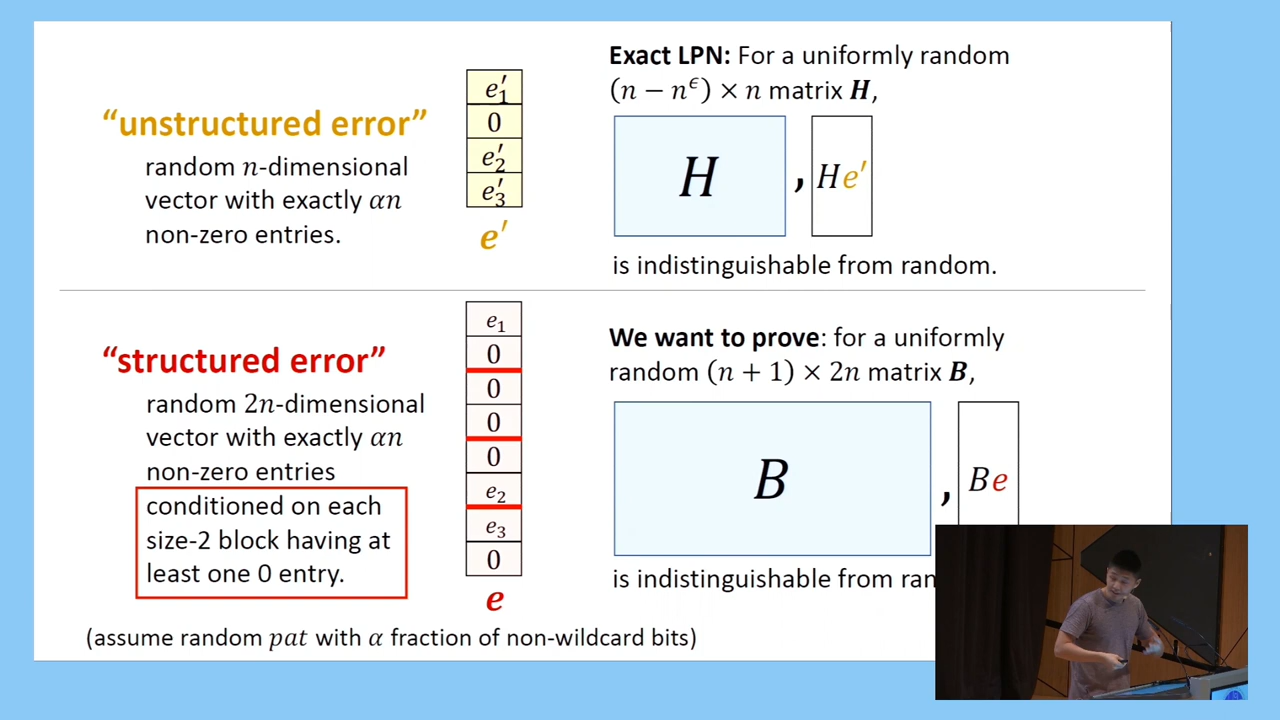 “unstructured error”
random n-dimensional
vector with exactly αn
non-zero entries.
e′₁
0
e′₂
e′₃
e′
Exact LPN: For a uniformly random
(n − n^ϵ) × n matrix H,
H , He′
is indistinguishable from random.
“structured error”
random 2n-dimensional
vector with exactly αn
non-zero entries
conditioned on each
size-2 block having at
least one 0 entry.
e₁
0
0
0
0
e₂
e₃
0
e
We want to prove: for a uniformly
random (n + 1) × 2n matrix B,
B , Be
is indistinguishable from
(assume random pat with α fraction of non-wildcard bits)